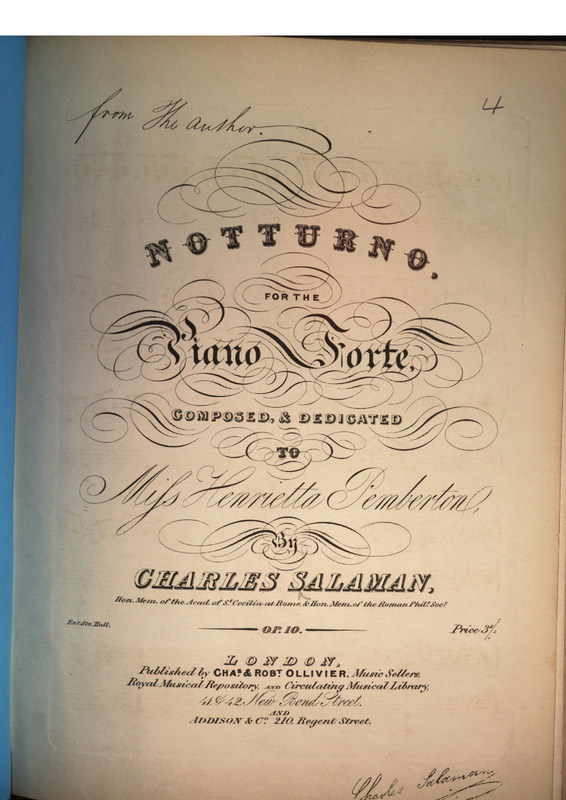 from The author.
4
NOTTURNO,
FOR THE
Piano Forte,
COMPOSED, & DEDICATED
TO
Miss Henrietta Pemberton,
By
CHARLES SALAMAN,
Hon. Mem. of the Acad. of St. Cecilia at Rome, & Hon. Mem. of the Roman Phil. Socy.
Ent. Sta. Hall.
OP. 10.
Price 3/.
LONDON,
Published by CHAS. & ROBT. OLLIVIER, Music Sellers,
Royal Musical Repository, AND Circulating Musical Library,
41, & 42, New Bond Street.
AND
ADDISON & Co. 210, Regent Street.
Charles Salaman